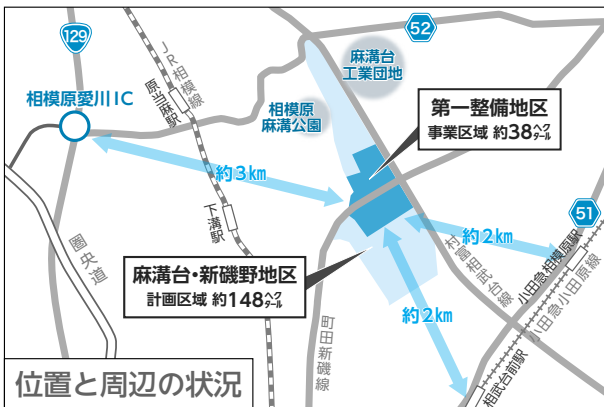 129
52
JR相模線
原当麻駅
麻溝台
工業団地
相模原愛川IC
相模原
麻溝公園
第一整備地区
事業区域 約38ヘクタール
約3km
下溝駅
51
約2km
圏央道
村富相武台線
小田急相模原駅
小田急小田原線
麻溝台・新磯野地区
計画区域 約148ヘクタール
約2km
町田新磯線
相武台前駅
位置と周辺の状況